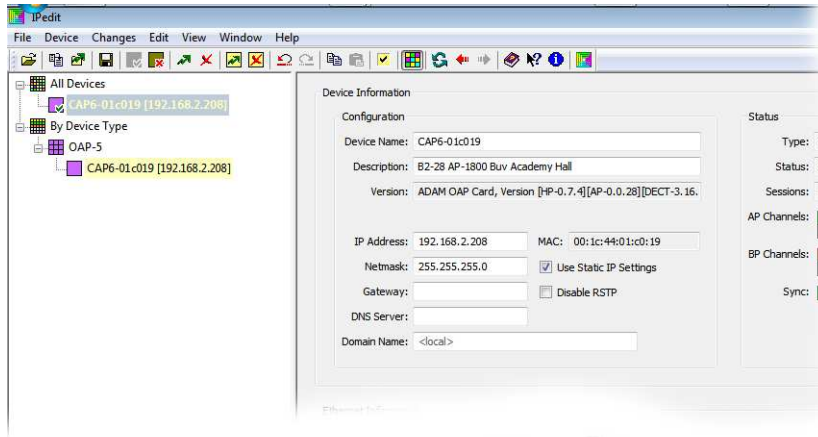 IPedit
File Device Changes Edit View Window Help
All Devices
CAP6-01c019 [192.168.2.208]
By Device Type
OAP-5
CAP6-01c019 [192.168.2.208]
Device Information
Configuration
Device Name: CAP6-01c019
Description: B2-28 AP-1800 Buv Academy Hall
Version: ADAM OAP Card, Version [HP-0.7.4][AP-0.0.28][DECT-3.16.
IP Address: 192.168.2.208 MAC: 00:1c:44:01:c0:19
Netmask: 255.255.255.0 Use Static IP Settings
Gateway: Disable RSTP
DNS Server:
Domain Name: <local>
Status
Type:
Status:
Sessions:
AP Channels:
BP Channels:
Sync: